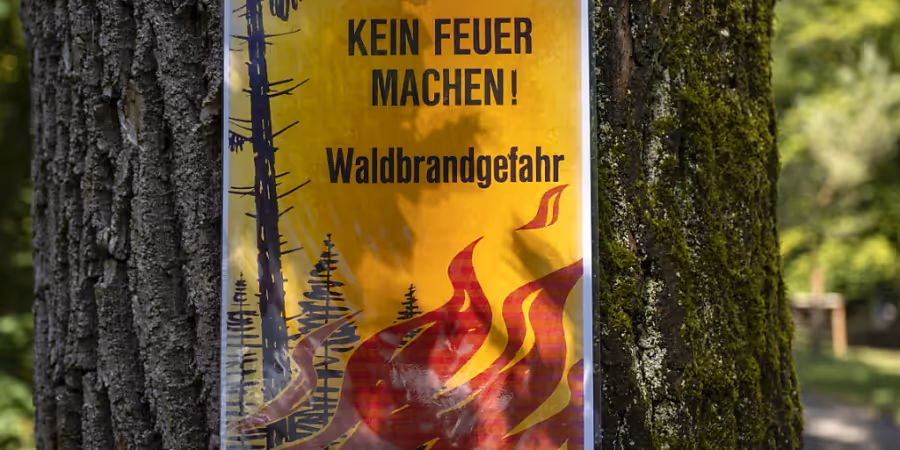 KEIN FEUER
MACHEN!
Waldbrandgefahr